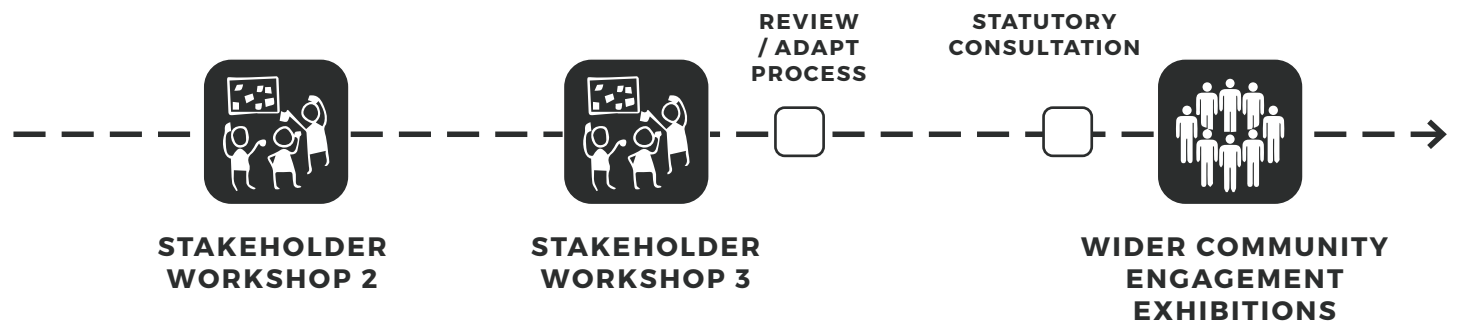 REVIEW
/ ADAPT
PROCESS
STATUTORY
CONSULTATION
STAKEHOLDER
WORKSHOP 2
STAKEHOLDER
WORKSHOP 3
WIDER COMMUNITY
ENGAGEMENT
EXHIBITIONS